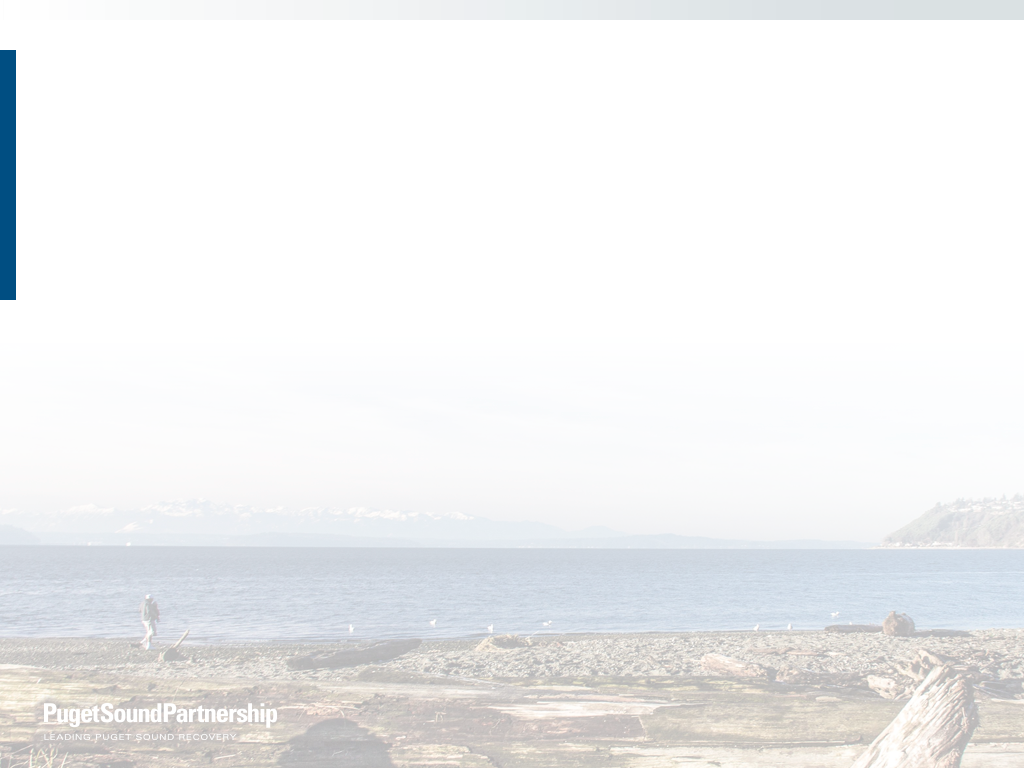 PugetSoundPartnership
LEADING PUGET SOUND RECOVERY